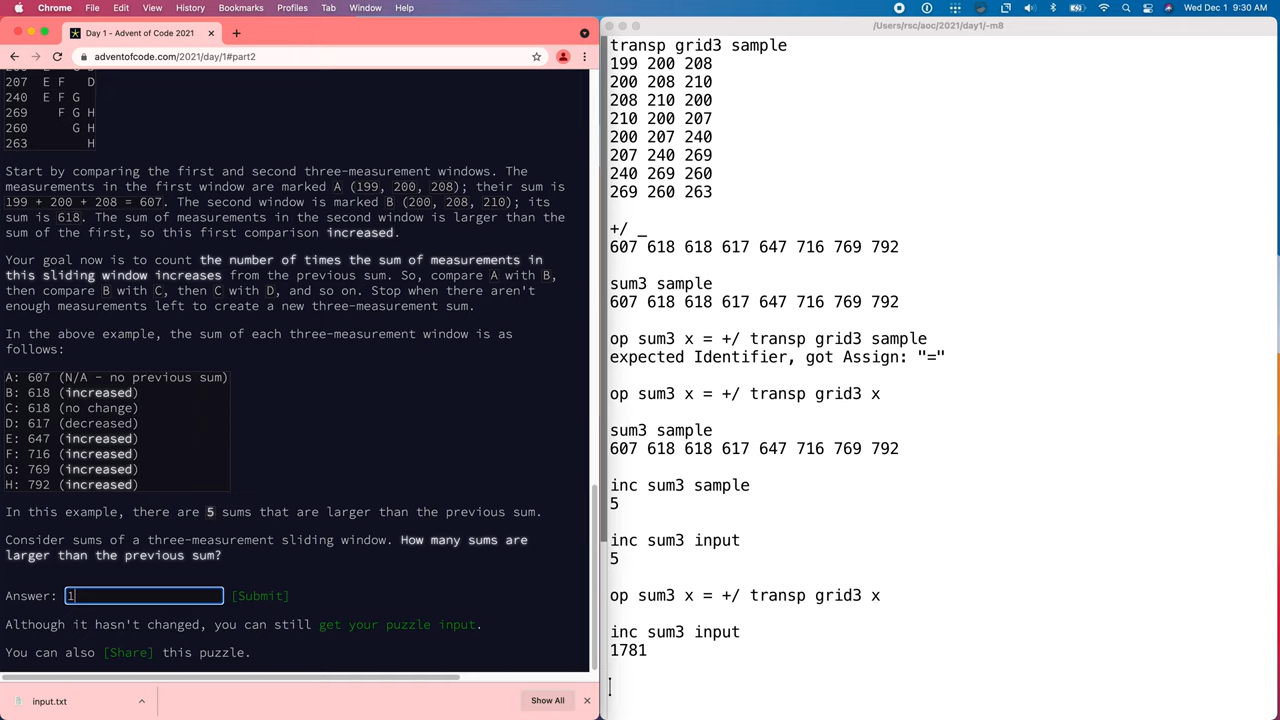 Chrome File Edit View History Bookmarks Profiles Tab Window Help
Wed Dec 1 9:30 AM
Day 1 - Advent of Code 2021
adventofcode.com/2021/day/1#part2
207 E F D
240 E F G
269 F G H
260 G H
263 H
Start by comparing the first and second three-measurement windows. The
measurements in the first window are marked A (199, 200, 208); their sum is
199 + 200 + 208 = 607. The second window is marked B (200, 208, 210); its
sum is 618. The sum of measurements in the second window is larger than the
sum of the first, so this first comparison increased.
Your goal now is to count the number of times the sum of measurements in
this sliding window increases from the previous sum. So, compare A with B,
then compare B with C, then C with D, and so on. Stop when there aren't
enough measurements left to create a new three-measurement sum.
In the above example, the sum of each three-measurement window is as
follows:
A: 607 (N/A - no previous sum)
B: 618 (increased)
C: 618 (no change)
D: 617 (decreased)
E: 647 (increased)
F: 716 (increased)
G: 769 (increased)
H: 792 (increased)
In this example, there are 5 sums that are larger than the previous sum.
Consider sums of a three-measurement sliding window. How many sums are
larger than the previous sum?
Answer: 1 [Submit]
Although it hasn't changed, you can still get your puzzle input.
You can also [Share] this puzzle.
input.txt
Show All
/Users/rsc/aoc/2021/day1/-m8
transp grid3 sample
199 200 208
200 208 210
208 210 200
210 200 207
200 207 240
207 240 269
240 269 260
269 260 263
+/ _
607 618 618 617 647 716 769 792
sum3 sample
607 618 618 617 647 716 769 792
op sum3 x = +/ transp grid3 sample
expected Identifier, got Assign: "="
op sum3 x = +/ transp grid3 x
sum3 sample
607 618 618 617 647 716 769 792
inc sum3 sample
5
inc sum3 input
5
op sum3 x = +/ transp grid3 x
inc sum3 input
1781